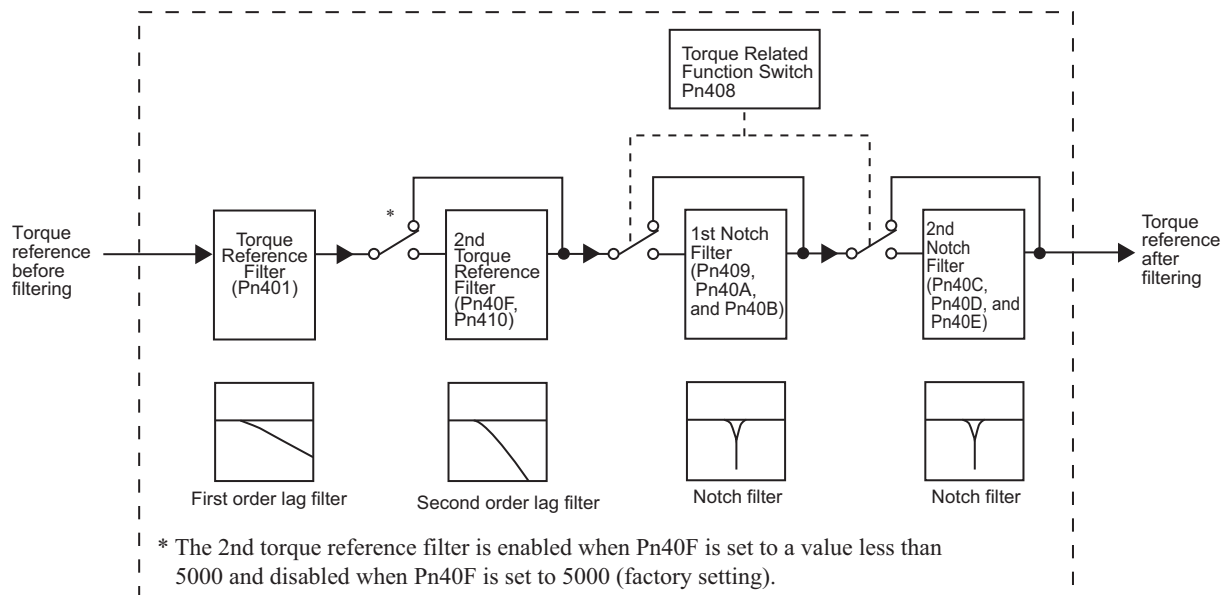 Torque Related
Function Switch
Pn408
Torque
reference
before
filtering
Torque
Reference
Filter
(Pn401)
*
2nd
Torque
Reference
Filter
(Pn40F,
Pn410)
1st Notch
Filter
(Pn409,
Pn40A,
and Pn40B)
2nd
Notch
Filter
(Pn40C,
Pn40D, and
Pn40E)
Torque
reference
after
filtering
First order lag filter
Second order lag filter
Notch filter
Notch filter
* The 2nd torque reference filter is enabled when Pn40F is set to a value less than
5000 and disabled when Pn40F is set to 5000 (factory setting).